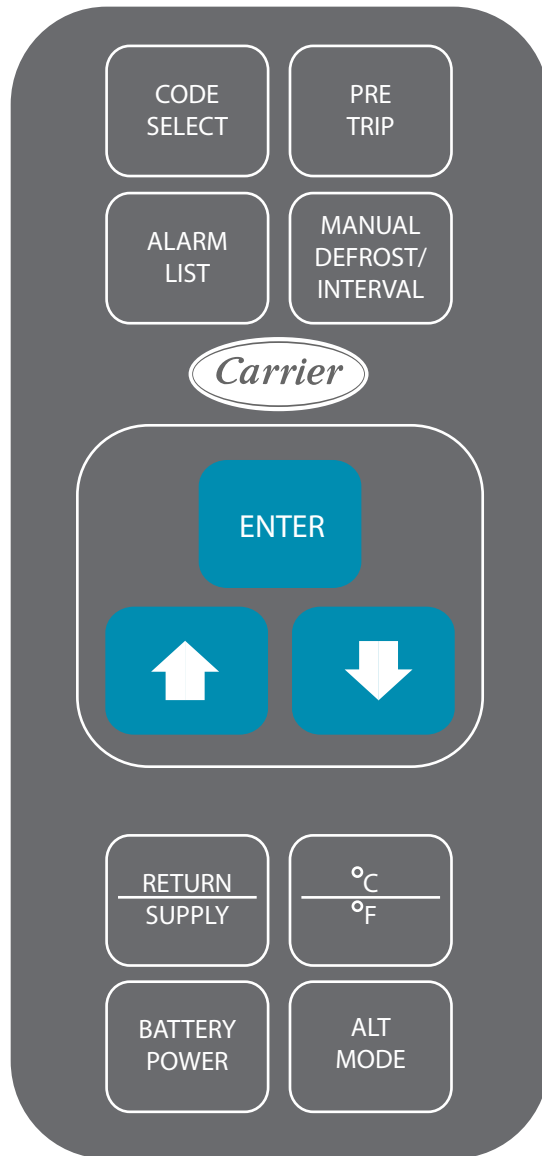 CODE
SELECT
PRE
TRIP
ALARM
LIST
MANUAL
DEFROST/
INTERVAL
Carrier
ENTER
RETURN
SUPPLY
°C
°F
BATTERY
POWER
ALT
MODE